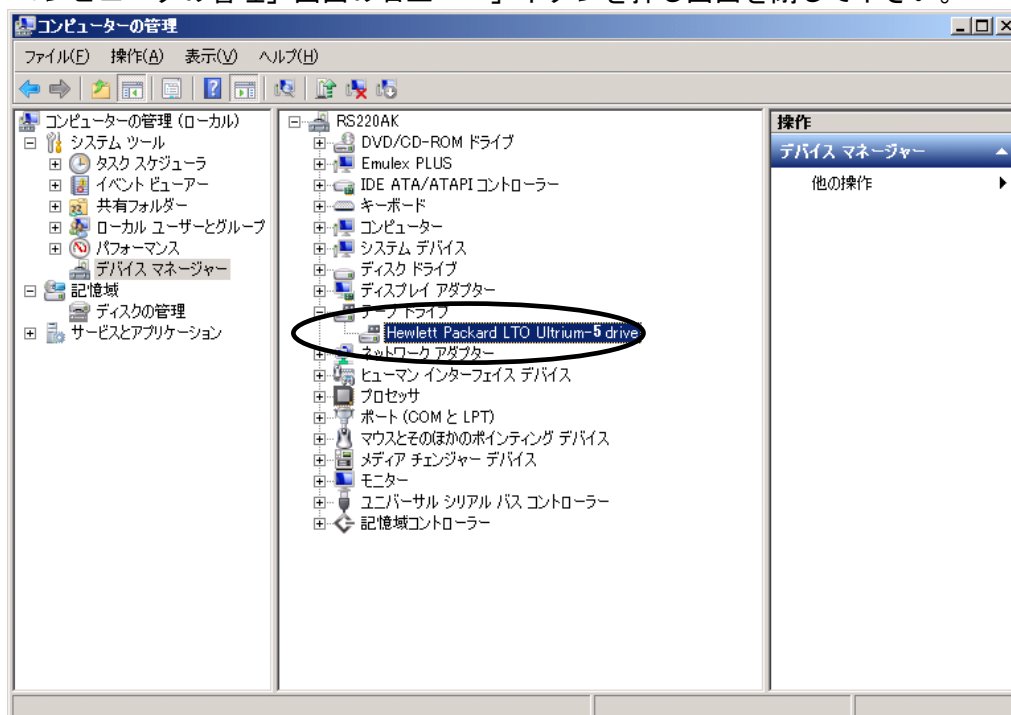 コンピューターの管理
ファイル(F) 操作(A) 表示(V) ヘルプ(H)
コンピューターの管理 (ローカル)
システム ツール
タスク スケジューラ
イベント ビューアー
共有フォルダー
ローカル ユーザーとグループ
パフォーマンス
デバイス マネージャー
記憶域
ディスクの管理
サービスとアプリケーション
RS220AK
DVD/CD-ROM ドライブ
Emulex PLUS
IDE ATA/ATAPI コントローラー
キーボード
コンピューター
システム デバイス
ディスク ドライブ
ディスプレイ アダプター
テープ ドライブ
Hewlett Packard LTO Ultrium-5 drive
ネットワーク アダプター
ヒューマン インターフェイス デバイス
プロセッサ
ポート (COM と LPT)
マウスとそのほかのポインティング デバイス
メディア チェンジャー デバイス
モニター
ユニバーサル シリアル バス コントローラー
記憶域コントローラー
操作
デバイス マネージャー
他の操作